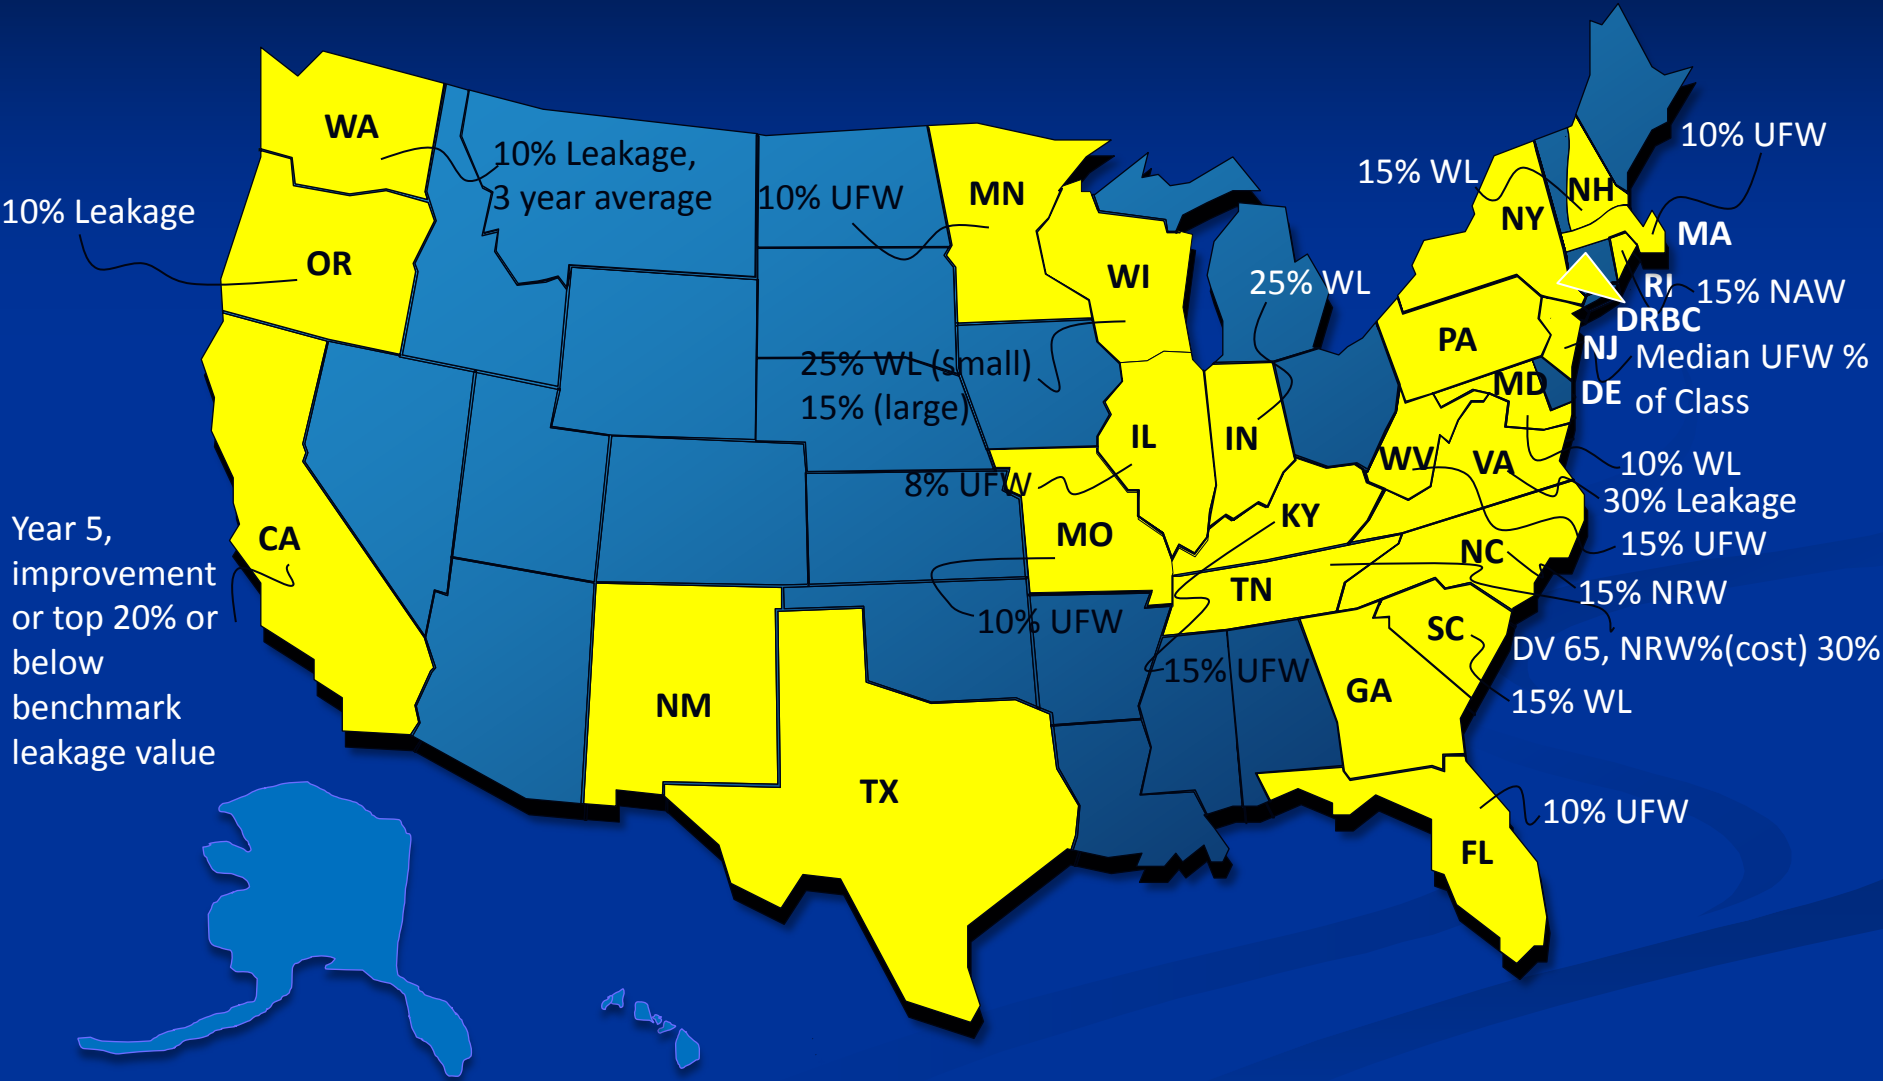 WA
10% Leakage,
3 year average
10% Leakage
OR
10% UFW
MN
WI
25% WL (small)
15% (large)
25% WL
15% WL
NH
10% UFW
NY
MA
RI
15% NAW
DRBC
PA
NJ
Median UFW %
of Class
MD
DE
IL
IN
8% UFW
WV
VA
10% WL
30% Leakage
15% UFW
Year 5,
improvement
or top 20% or
below
benchmark
leakage value
CA
MO
KY
NC
15% NRW
10% UFW
TN
SC
DV 65, NRW%(cost) 30%
15% UFW
15% WL
NM
GA
TX
10% UFW
FL